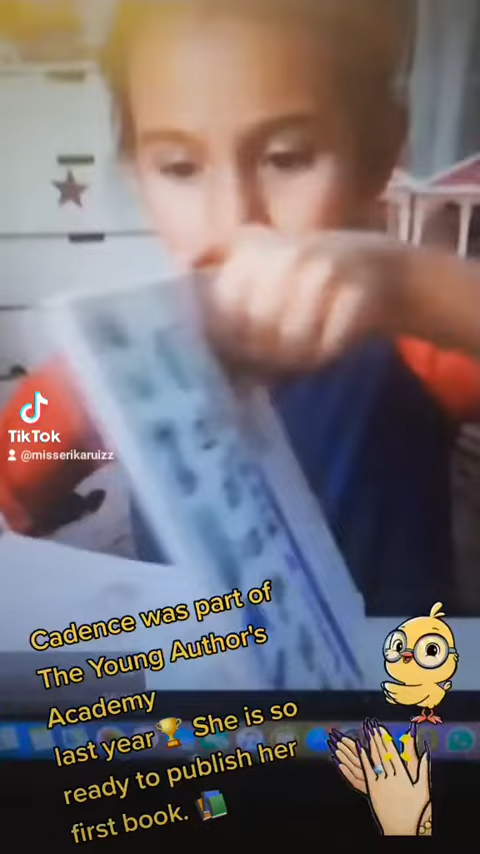 TikTok
@misserikaruizz
Cadence was part of
The Young Author's
Academy
last year🏆 She is so
ready to publish her
first book. 📚